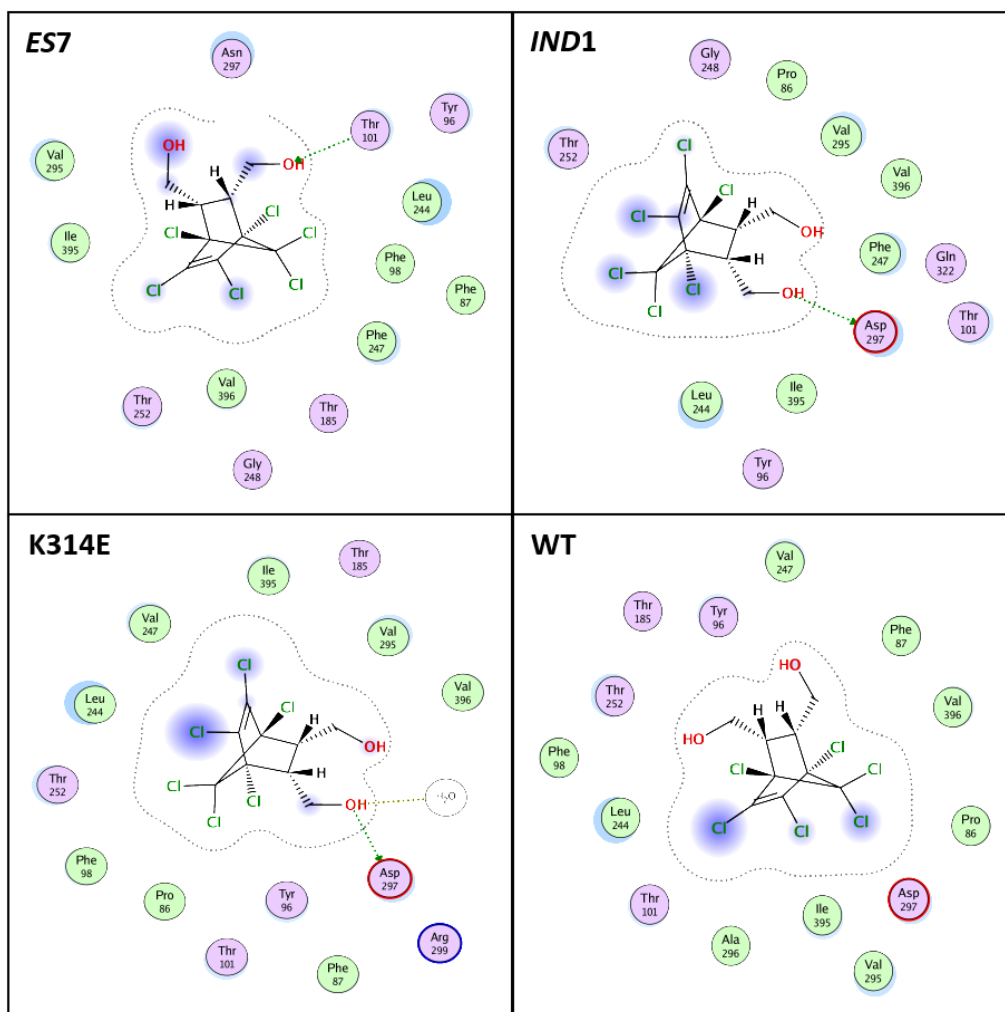 ES7
Asn
297
Tyr
96
Thr
101
OH
OH
Val
295
H
Leu
244
H
Cl
Cl
Cl
Ile
395
Phe
98
Cl
Cl
Cl
Phe
87
Phe
247
Val
396
Thr
252
Thr
185
Gly
248
IND1
Gly
248
Pro
86
Val
295
Thr
252
Cl
Val
396
Cl
Cl
H
OH
Phe
247
Gln
322
H
Cl
Cl
OH
Cl
Thr
101
Asp
297
Leu
244
Ile
395
Tyr
96
K314E
Thr
185
Ile
395
Val
247
Val
295
Cl
Leu
244
Val
396
Cl
Cl
H
OH
H
Thr
252
Cl
Cl
Cl
OH
Phe
98
Asp
297
Pro
86
Tyr
96
Arg
299
Thr
101
Phe
87
WT
Val
247
Thr
185
Tyr
96
Phe
87
HO
Thr
252
Val
396
H
H
HO
Cl
Phe
98
Cl
Cl
Leu
244
Cl
Cl
Cl
Pro
86
Thr
101
Asp
297
Ile
395
Ala
296
Val
295